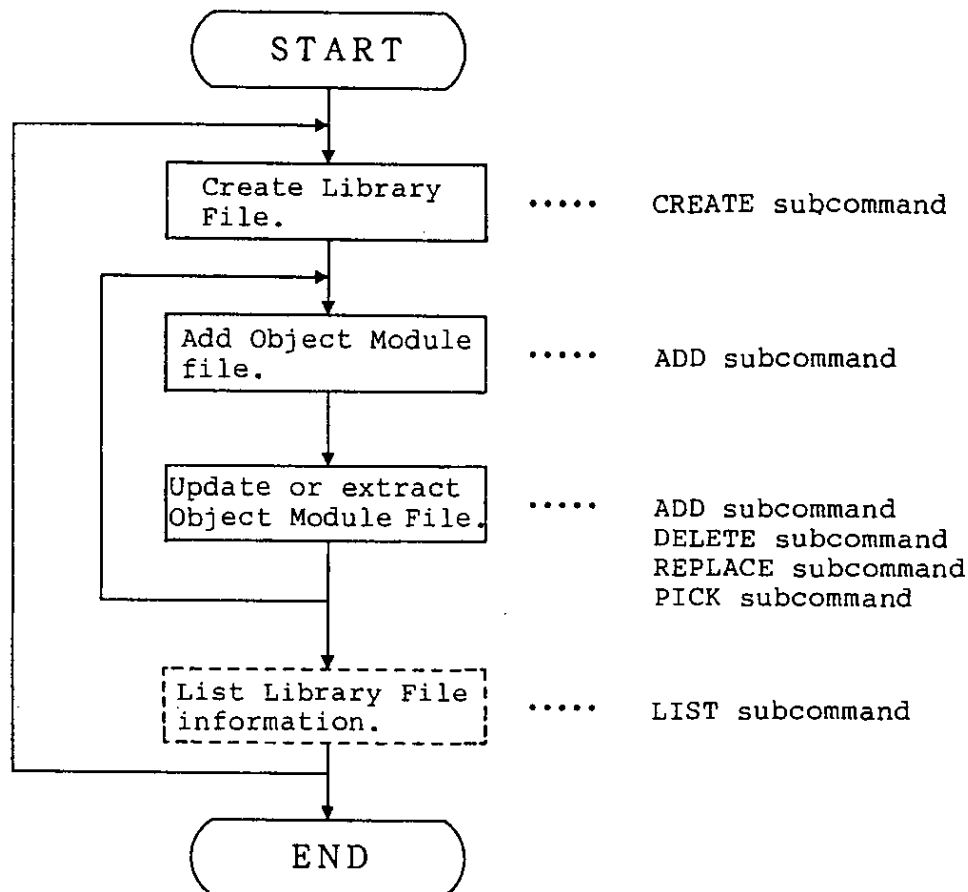 START
Create Library ..... CREATE subcommand
File.
Add Object Module ..... ADD subcommand
file.
Update or extract ..... ADD subcommand
Object Module File.
DELETE subcommand
REPLACE subcommand
PICK subcommand
List Library File ..... LIST subcommand
information.
END